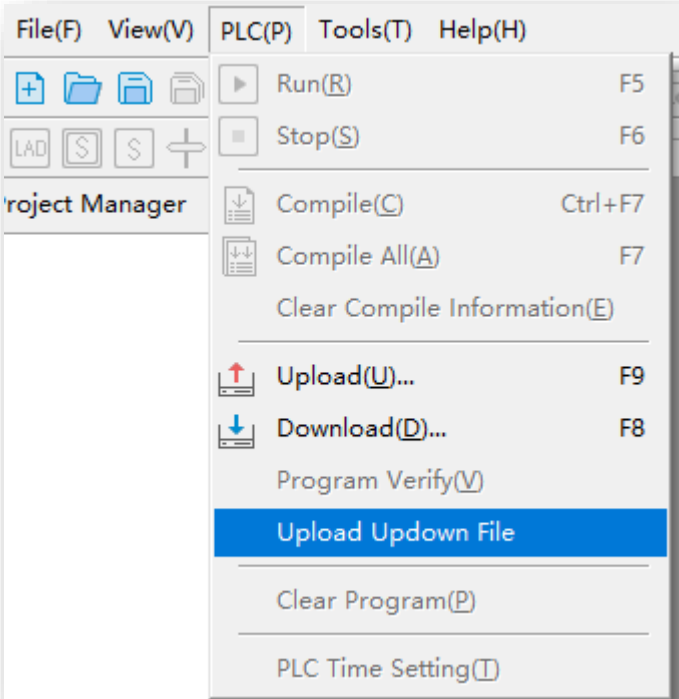 File(F) View(V) PLC(P) Tools(T) Help(H)
Run(R) F5
LAD S S Stop(S) F6
Project Manager Compile(C) Ctrl+F7
Compile All(A) F7
Clear Compile Information(E)
Upload(U)... F9
Download(D)... F8
Program Verify(V)
Upload Updown File
Clear Program(P)
PLC Time Setting(T)